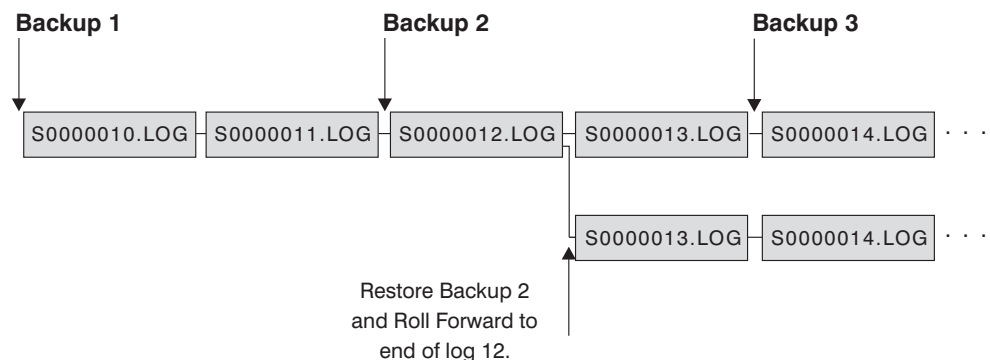 Backup 1 Backup 2 Backup 3
S0000010.LOG S0000011.LOG S0000012.LOG S0000013.LOG S0000014.LOG . . .
S0000013.LOG S0000014.LOG . . .
Restore Backup 2
and Roll Forward to
end of log 12.